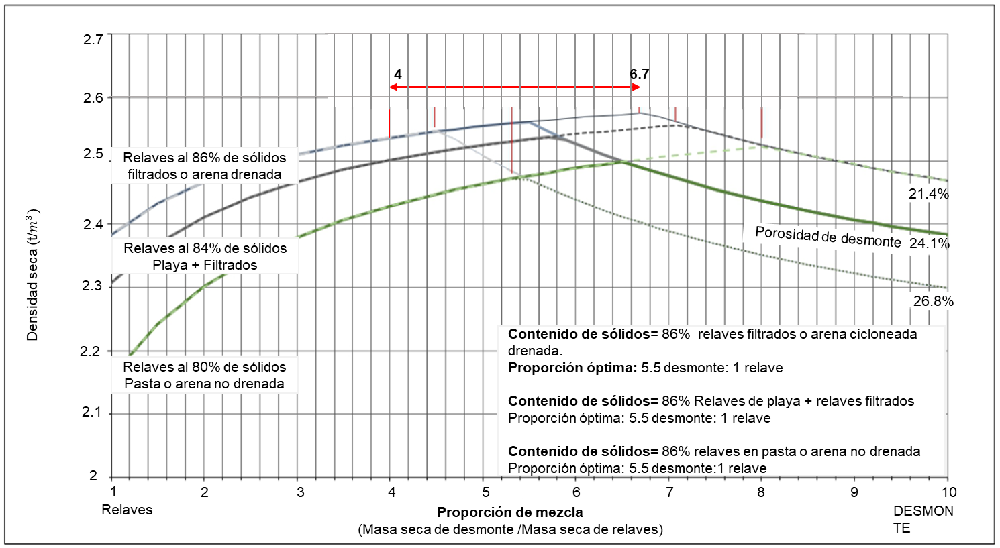 2.7
2.6
2.5
2.4
2.3
2.2
2.1
2
Densidad seca (t/m³)
4
6.7
Relaves al 86% de sólidos
filtrados o arena drenada
Relaves al 84% de sólidos
Playa + Filtrados
Relaves al 80% de sólidos
Pasta o arena no drenada
21.4%
Porosidad de desmonte
24.1%
26.8%
Contenido de sólidos= 86% relaves filtrados o arena cicloneada
drenada.
Proporción óptima: 5.5 desmonte: 1 relave
Contenido de sólidos= 86% Relaves de playa + relaves filtrados
Proporción óptima: 5.5 desmonte: 1 relave
Contenido de sólidos= 86% relaves en pasta o arena no drenada
Proporción óptima: 5.5 desmonte:1 relave
1 2 3 4 5 6 7 8 9 10
Relaves
DESMON
TE
Proporción de mezcla
(Masa seca de desmonte /Masa seca de relaves)